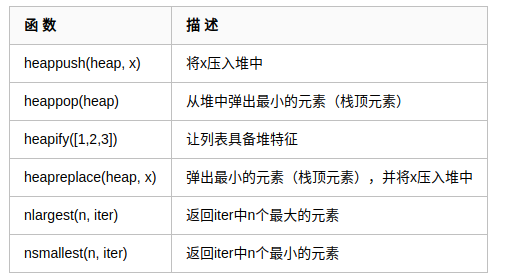 函 数 描 述
heappush(heap, x) 将x压入堆中
heappop(heap) 从堆中弹出最小的元素（栈顶元素）
heapify([1,2,3]) 让列表具备堆特征
heapreplace(heap, x) 弹出最小的元素（栈顶元素），并将x压入堆中
nlargest(n, iter) 返回iter中n个最大的元素
nsmallest(n, iter) 返回iter中n个最小的元素